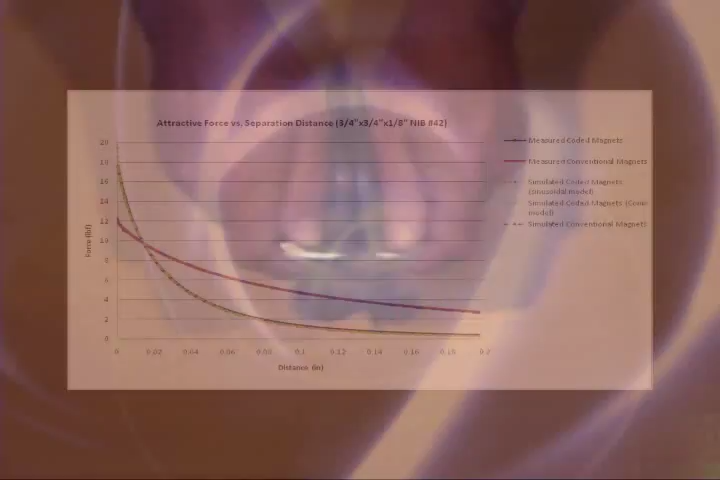 Attractive Force vs. Separation Distance (3/4"x3/4"x1/8" NIB #42)
20
18
16
14
12
10
8
6
4
2
0
Force (lbf)
0 0.02 0.04 0.06 0.08 0.1 0.12 0.14 0.16 0.18 0.2
Distance (in)
Measured Coded Magnets
Measured Conventional Magnets
Simulated Coded Magnets
(Sinusoidal model)
Simulated Coded Magnets
model)
Simulated Conventional Magnet